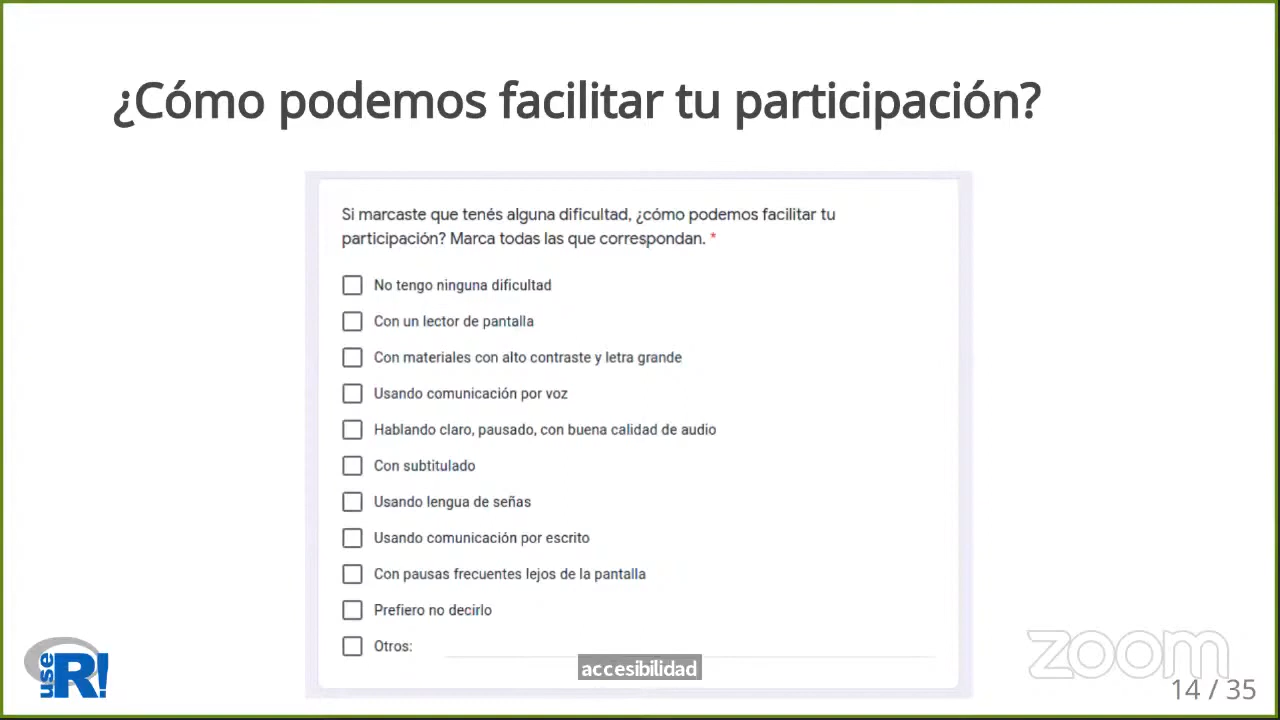 ¿Cómo podemos facilitar tu participación?
Si marcaste que tenés alguna dificultad, ¿cómo podemos facilitar tu
participación? Marca todas las que correspondan. *
No tengo ninguna dificultad
Con un lector de pantalla
Con materiales con alto contraste y letra grande
Usando comunicación por voz
Hablando claro, pausado, con buena calidad de audio
Con subtitulado
Usando lengua de señas
Usando comunicación por escrito
Con pausas frecuentes lejos de la pantalla
Prefiero no decirlo
Otros:
accesibilidad
use R!
zoom
14 / 35